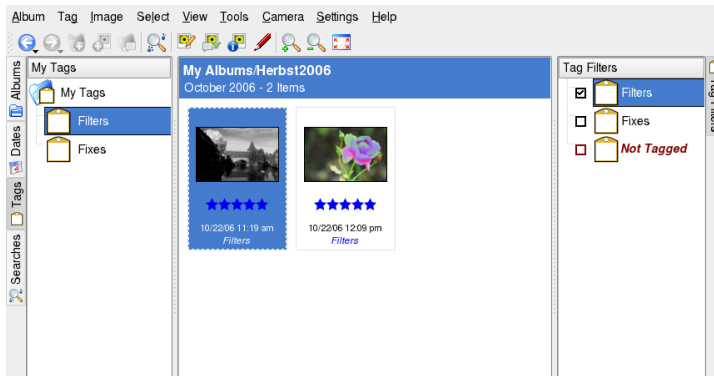 Album Tag Image Select View Tools Camera Settings Help
Albums
Dates
Tags
Searches
My Tags
My Tags
Filters
Fixes
My Albums/Herbst2006
October 2006 - 2 Items
10/22/06 11:19 am
Filters
10/22/06 12:09 pm
Filters
Tag Filters
Filters
Fixes
Not Tagged
Tag Filters